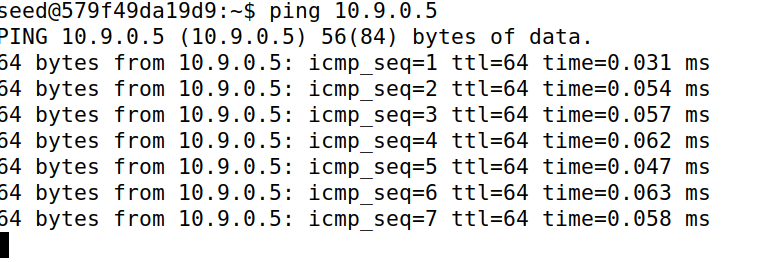 seed@579f49da19d9:~$ ping 10.9.0.5
PING 10.9.0.5 (10.9.0.5) 56(84) bytes of data.
64 bytes from 10.9.0.5: icmp_seq=1 ttl=64 time=0.031 ms
64 bytes from 10.9.0.5: icmp_seq=2 ttl=64 time=0.054 ms
64 bytes from 10.9.0.5: icmp_seq=3 ttl=64 time=0.057 ms
64 bytes from 10.9.0.5: icmp_seq=4 ttl=64 time=0.062 ms
64 bytes from 10.9.0.5: icmp_seq=5 ttl=64 time=0.047 ms
64 bytes from 10.9.0.5: icmp_seq=6 ttl=64 time=0.063 ms
64 bytes from 10.9.0.5: icmp_seq=7 ttl=64 time=0.058 ms